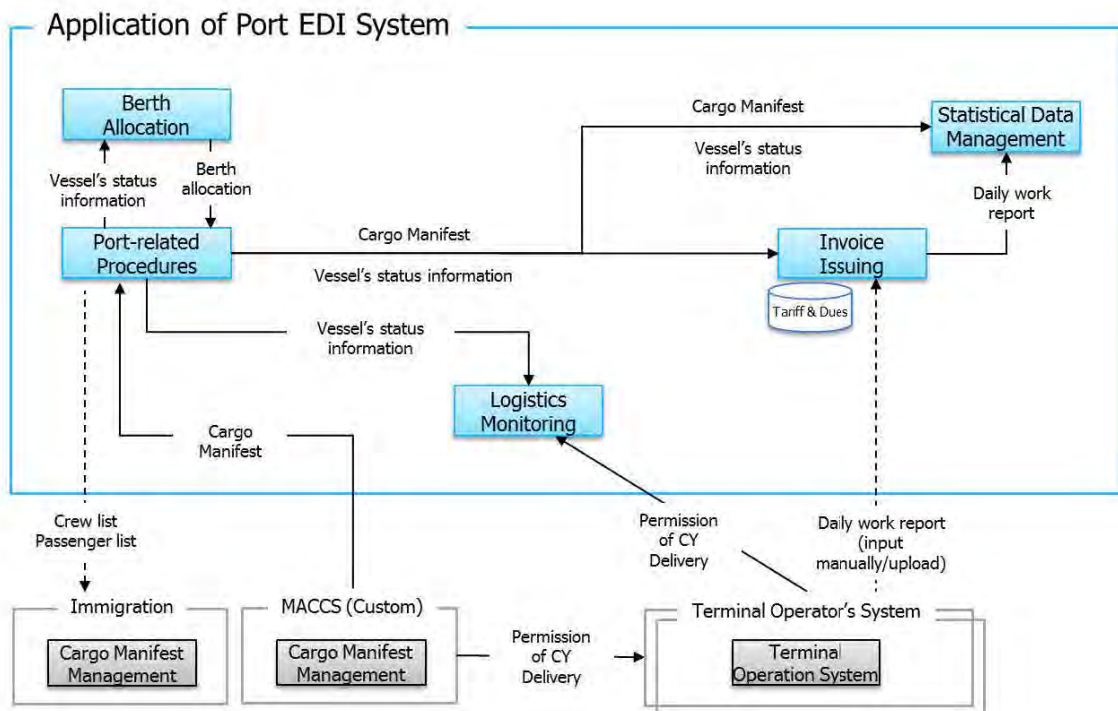 Application of Port EDI System
Berth
Allocation
Cargo Manifest
Statistical Data
Management
Vessel's status
information
Vessel's status
information
Berth
allocation
Daily work
report
Port-related
Procedures
Cargo Manifest
Vessel's status information
Invoice
Issuing
Tariff & Dues
Vessel's status
information
Logistics
Monitoring
Cargo
Manifest
Crew list
Passenger list
Permission
of CY
Delivery
Daily work report
(input
manually/upload)
Immigration
Cargo Manifest
Management
MACCS (Custom)
Cargo Manifest
Management
Permission
of CY
Delivery
Terminal Operator's System
Terminal
Operation System